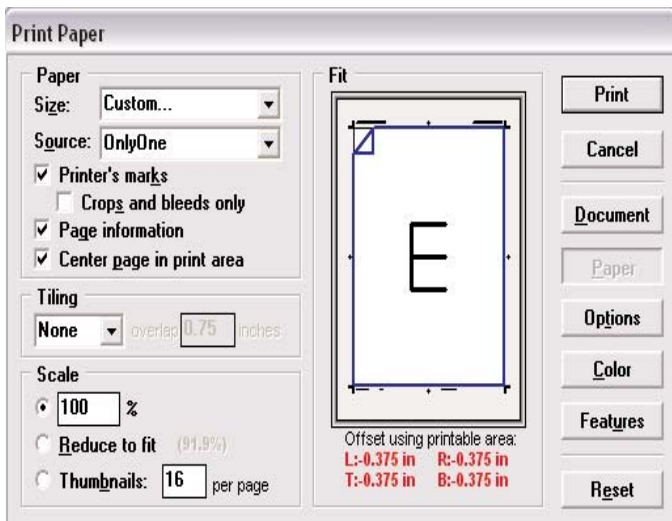 Print Paper
Paper
Size: Custom...
Source: OnlyOne
Printer's marks
Crops and bleeds only
Page information
Center page in print area
Tiling
None overlap 0.75 inches
Scale
100 %
Reduce to fit (91.9%)
Thumbnails: 16 per page
Fit
E
Offset using printable area:
L:-0.375 in R:-0.375 in
T:-0.375 in B:-0.375 in
Print
Cancel
Document
Paper
Options
Color
Features
Reset